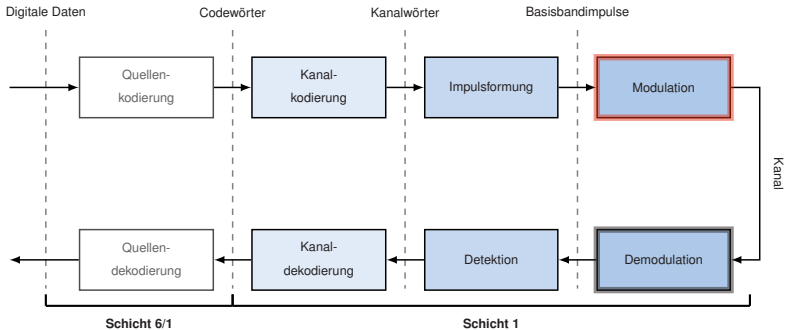 Digitale Daten
Codewörter
Kanalwörter
Basisbandimpulse
Quellen-
kodierung
Kanal-
kodierung
Impulsformung
Modulation
Kanal
Quellen-
dekodierung
Kanal-
dekodierung
Detektion
Demodulation
Schicht 6/1
Schicht 1